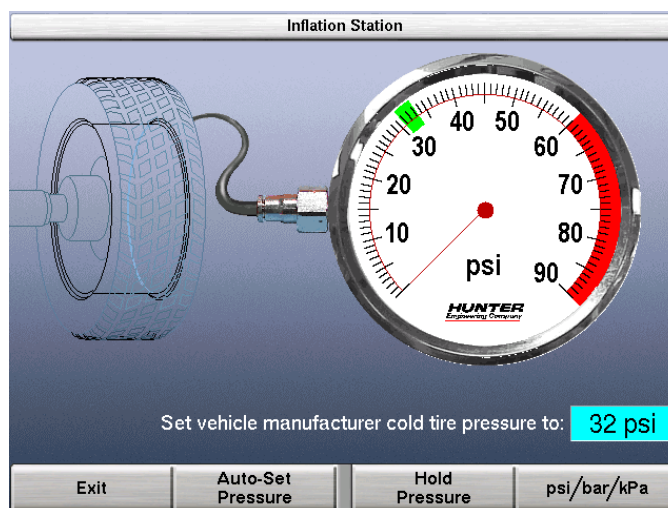 Inflation Station
40
50
30
60
20
70
10
80
psi
90
HUNTER
Engineering Company
Set vehicle manufacturer cold tire pressure to: 32 psi
Exit
Auto-Set
Pressure
Hold
Pressure
psi/bar/kPa